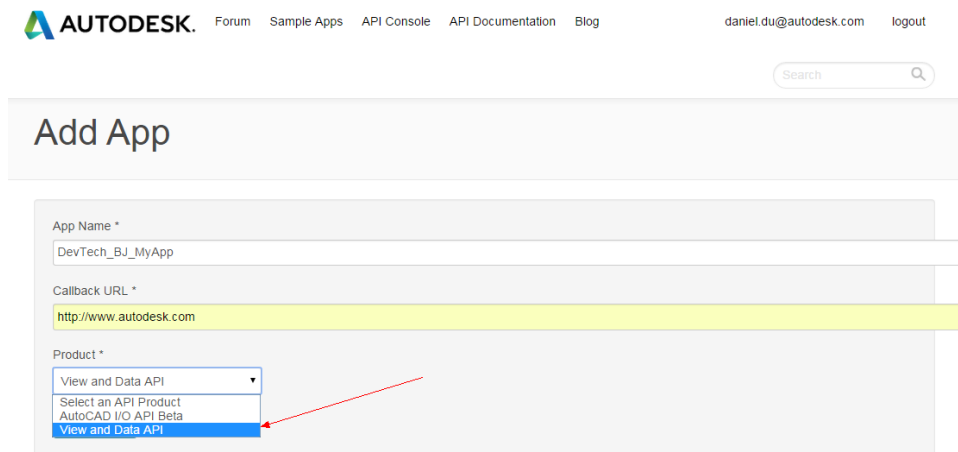 AUTODESK. Forum Sample Apps API Console API Documentation Blog daniel.du@autodesk.com logout
Search
Add App
App Name *
DevTech_BJ_MyApp
Callback URL *
http://www.autodesk.com
Product *
View and Data API
Select an API Product
AutoCAD I/O API Beta
View and Data API